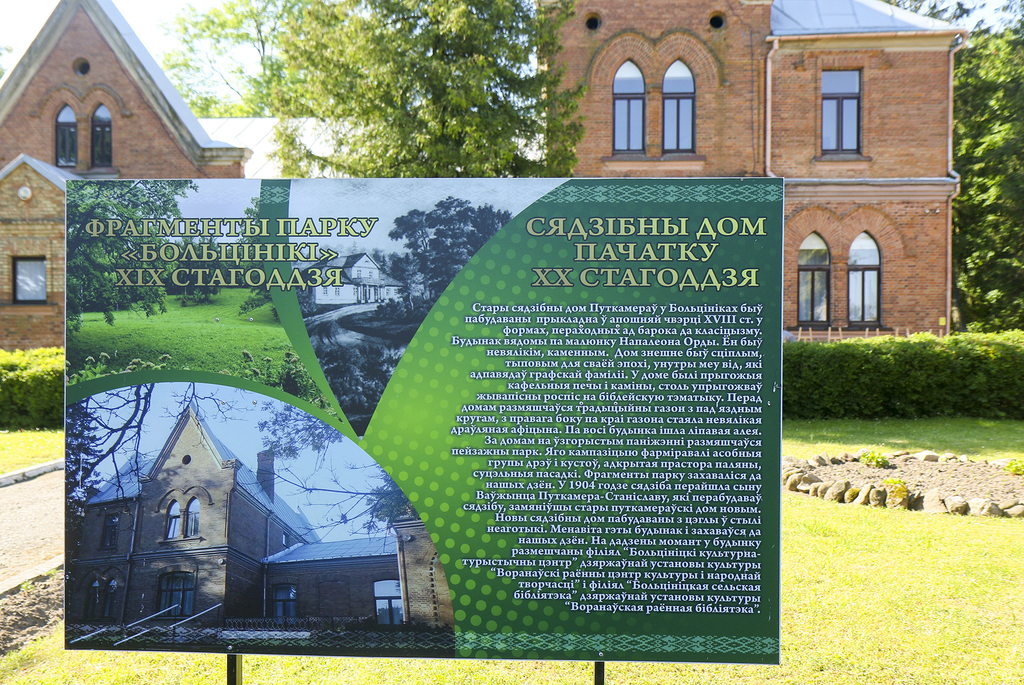 ФРАГМЕНТЫ ПАРКУ
«БОЛЬЦІНІКІ»
XIX СТАГОДДЗЯ
СЯДЗІБНЫ ДОМ
ПАЧАТКУ
XX СТАГОДДЗЯ
Стары сядзібны дом Путкамераў у Больцініках быў
пабудаваны прыкладна ў апошняй чвэрці XVIII ст. у
формах, пераходных ад барока да класіцызму.
Будынак вядомы па малюнку Напалеона Орды. Ён быў
невялікім, каменным. Дом знешне быў сціплым,
тыповым для сваёй эпохі, унутры меу від, які
адпавядаў графскай фаміліі. У доме былі прыгожыя
кафельныя печы і каміны, столь упрыгожваў
жывапісны роспіс на біблейскую тэматыку. Перад
домам размяшчаўся традыцыйны газон з пад'яздным
кругам, з правага боку па краі газона стаяла невялікая
драўляная афіцына. Па восі будынка ішла ліпавая алея.
За домам на ўзгорыстым паніжэнні размяшчаўся
пейзажны парк. Яго кампазіцыю фарміравалі асобныя
групы дрэў і кустоў, адкрытая прастора паляны,
суцэльныя пасадкі. Фрагменты парку захаваліся да
нашых дзён. У 1904 годзе сядзіба перайшла сыну
Ваўжынца Путкамера-Станіславу, які перабудаваў
сядзібу, замяніўшы стары путкамераўскі дом новым.
Новы сядзібны дом пабудаваны з цэглы ў стылі
неаготыкі. Менавіта гэты будынак і захаваўся да
нашых дзён. На дадзены момант у будынку
размешчаны філіял “Больцініцкі культурна-
турыстычны цэнтр” дзяржаўнай установы культуры
“Воранаўскі раённы цэнтр культуры і народнай
творчасці” і філіял “Больцініцкая сельская
бібліятэка” дзяржаўнай установы культуры
“Воранаўская раённая бібліятэка”.